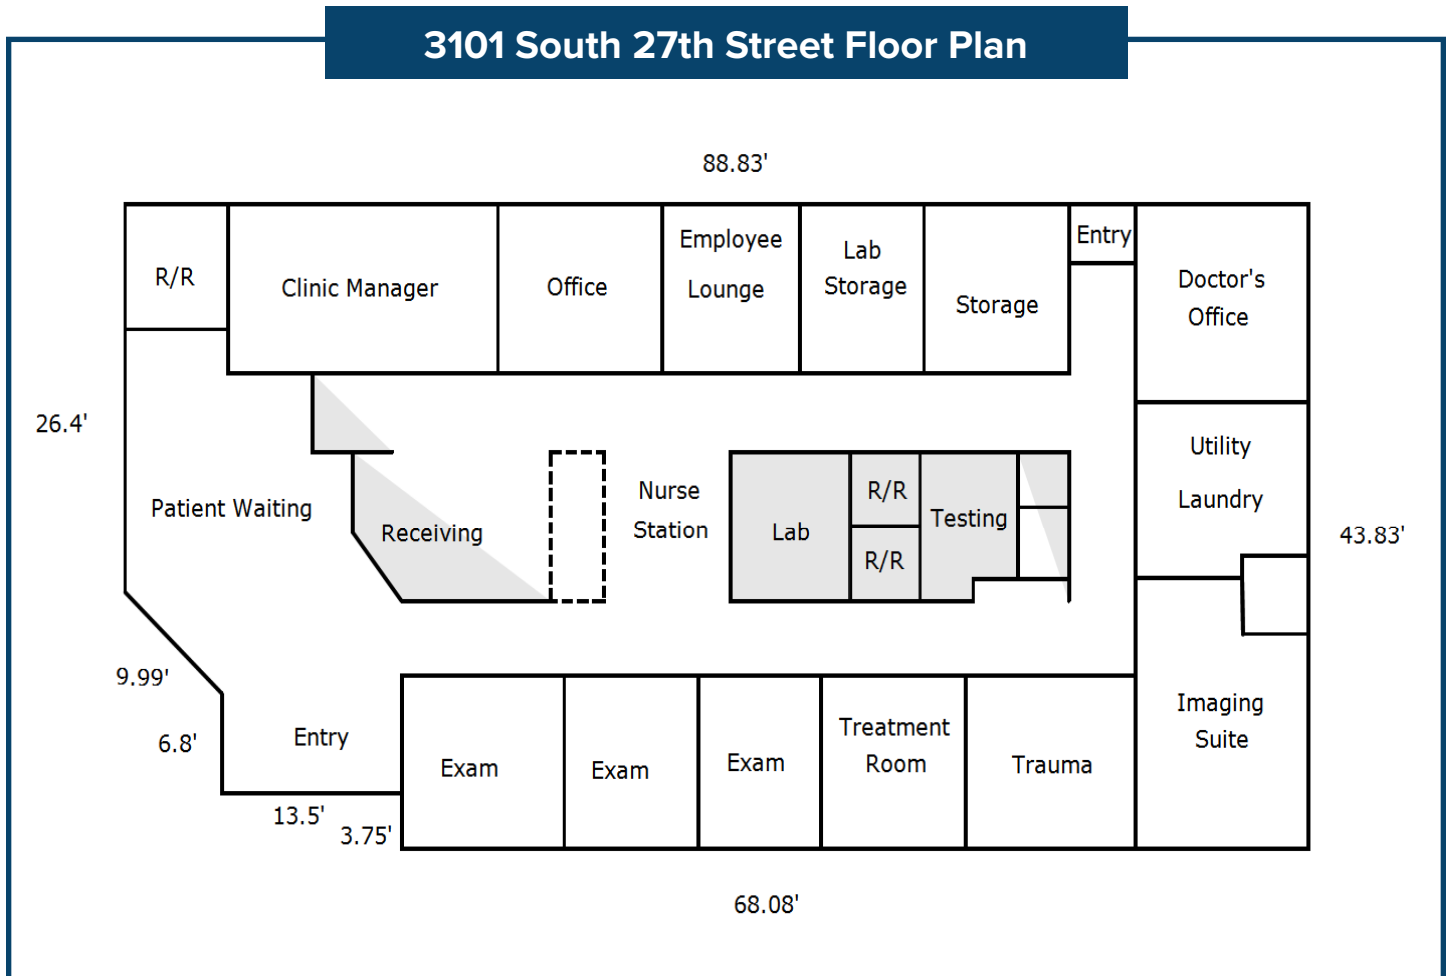 3101 South 27th Street Floor Plan
88.83'
R/R
Clinic Manager
Office
Employee
Lounge
Lab
Storage
Storage
Entry
Doctor's
Office
26.4'
Patient Waiting
Receiving
Nurse
Station
Lab
R/R
R/R
Testing
Utility
Laundry
43.83'
9.99'
6.8'
Entry
13.5'
3.75'
Exam
Exam
Exam
Treatment
Room
Trauma
Imaging
Suite
68.08'